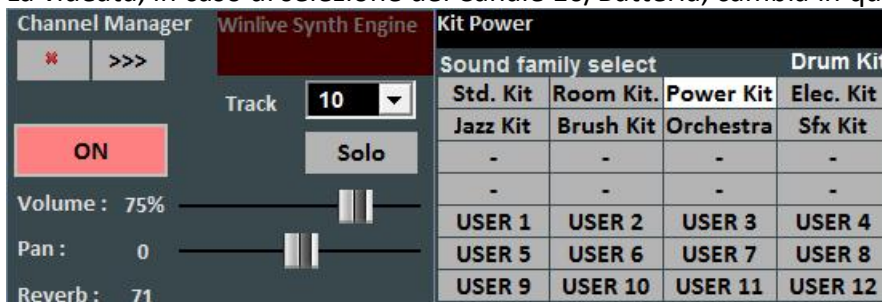 La videata, in caso di selezione del Canale 10, Batteria, cambia in qu
Channel Manager
Winlive Synth Engine
Kit Power
>>>
Sound family select
Drum Kit
Track
10
Std. Kit
Room Kit.
Power Kit
Elec. Kit
Jazz Kit
Brush Kit
Orchestra
Sfx Kit
ON
Solo
-
-
-
-
-
-
-
-
Volume :
75%
USER 1
USER 2
USER 3
USER 4
Pan :
0
USER 5
USER 6
USER 7
USER 8
Reverb :
71
USER 9
USER 10
USER 11
USER 12